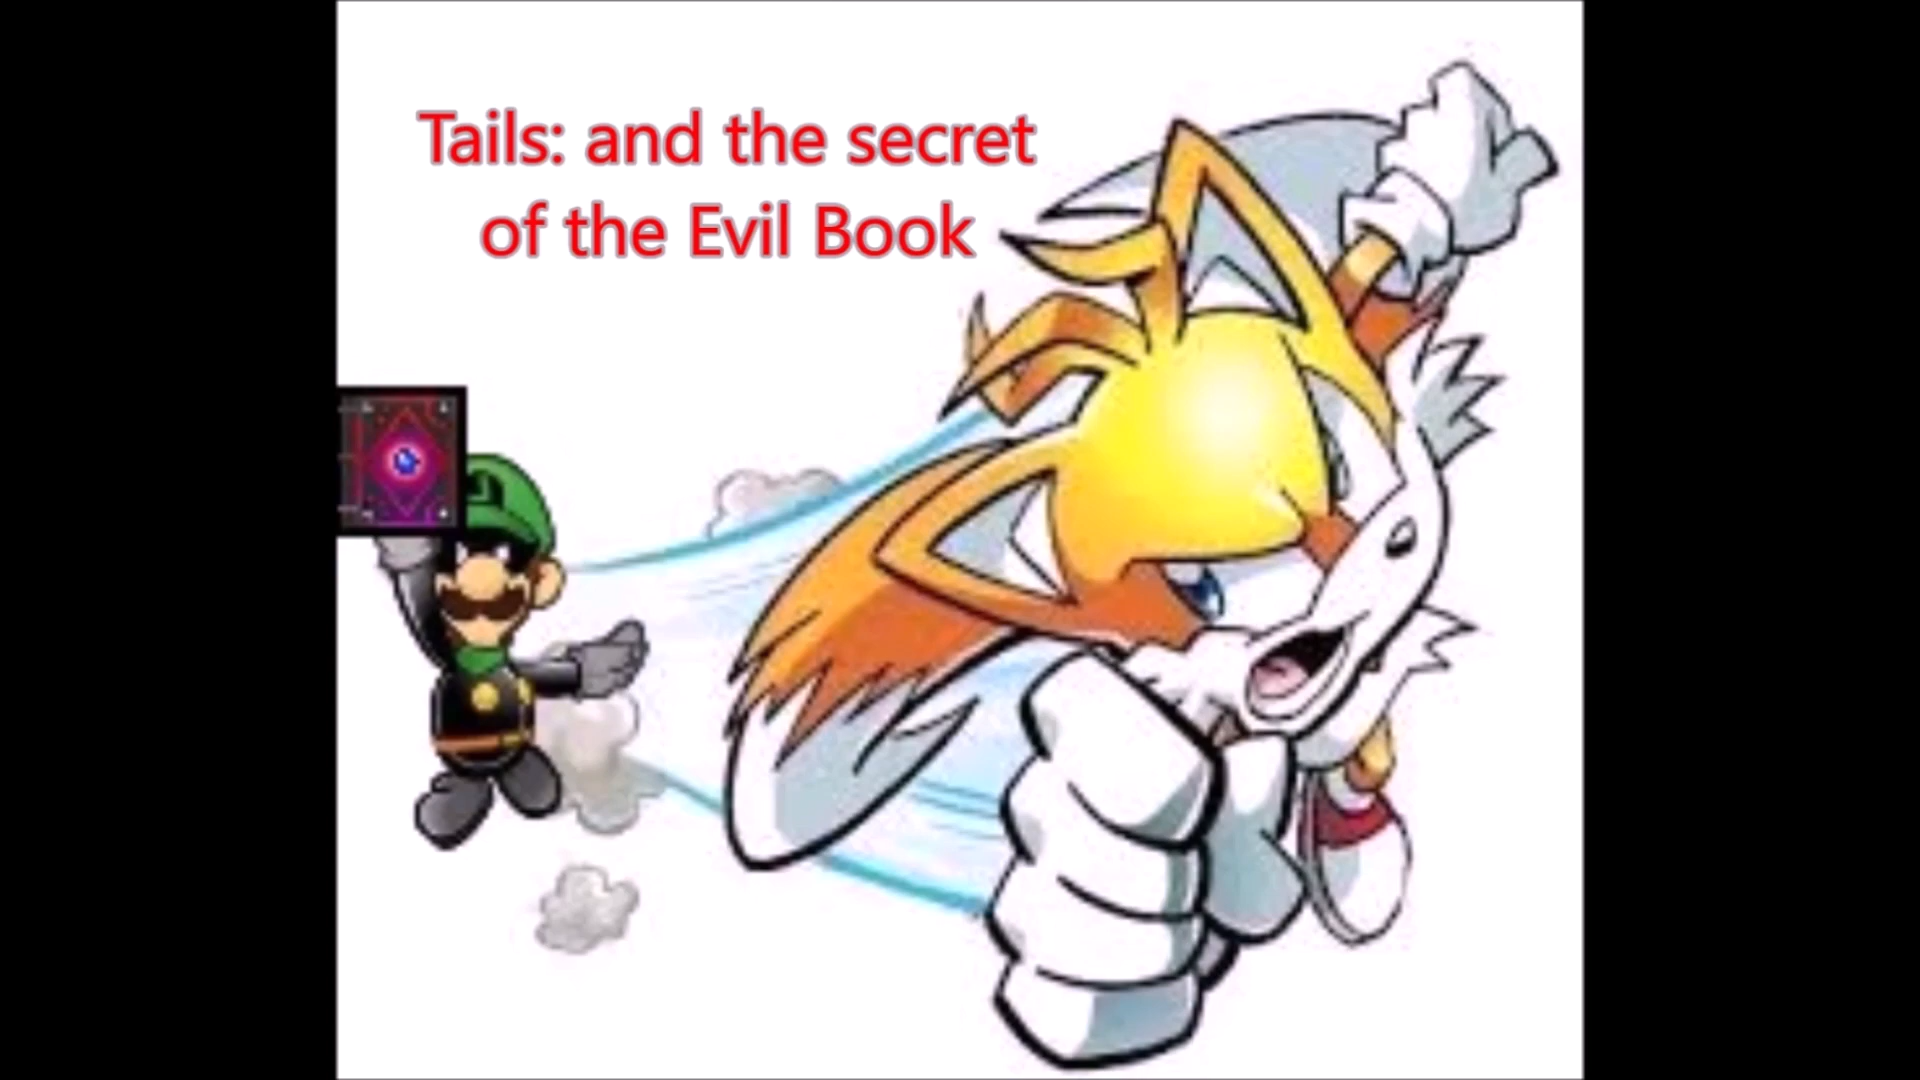 Tails: and the secret
of the Evil Book